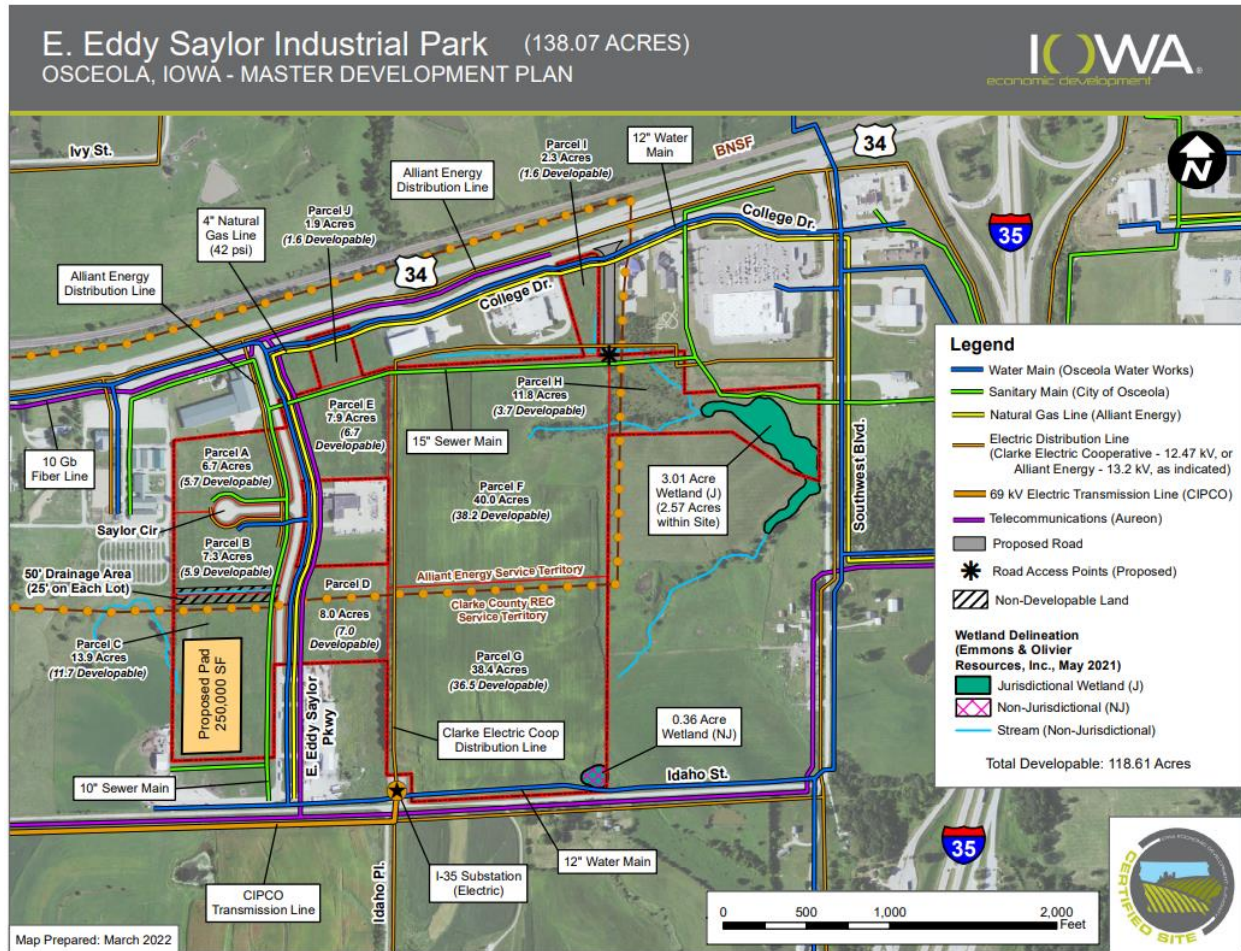 E. Eddy Saylor Industrial Park (138.07 ACRES)
OSCEOLA, IOWA - MASTER DEVELOPMENT PLAN
IOWA
economic development
Ivy St.
Alliant Energy
Distribution Line
Parcel I
2.3 Acres
(1.6 Developable)
12" Water
Main
BNSF
34
N
4" Natural
Gas Line
(42 psi)
Parcel J
1.9 Acres
(1.6 Developable)
34
College Dr.
35
Alliant Energy
Distribution Line
College Dr.
10 Gb
Fiber Line
Parcel A
6.7 Acres
(5.7 Developable)
Parcel E
7.9 Acres
(6.7
Developable)
15" Sewer Main
Parcel H
11.8 Acres
(3.7 Developable)
Saylor Cir
Parcel B
7.3 Acres
(5.9 Developable)
Parcel F
40.0 Acres
(38.2 Developable)
3.01 Acre
Wetland (J)
(2.57 Acres
within Site)
Southwest Blvd.
50' Drainage Area
(25' on Each Lot)
Parcel D
8.0 Acres
(7.0
Developable)
Alliant Energy Service Territory
Clarke County REC
Service Territory
Parcel C
13.9 Acres
(11.7 Developable)
Proposed Pad
250,000 SF
Parcel G
38.4 Acres
(36.5 Developable)
E. Eddy Saylor
Pkwy
Clarke Electric Coop
Distribution Line
0.36 Acre
Wetland (NJ)
10" Sewer Main
Idaho St.
CIPCO
Transmission Line
Idaho Pl.
I-35 Substation
(Electric)
12" Water Main
35
Legend
Water Main (Osceola Water Works)
Sanitary Main (City of Osceola)
Natural Gas Line (Alliant Energy)
Electric Distribution Line
(Clarke Electric Cooperative - 12.47 kV, or
Alliant Energy - 13.2 kV, as indicated)
69 kV Electric Transmission Line (CIPCO)
Telecommunications (Aureon)
Proposed Road
Road Access Points (Proposed)
Non-Developable Land
Wetland Delineation
(Emmons & Olivier
Resources, Inc., May 2021)
Jurisdictional Wetland (J)
Non-Jurisdictional (NJ)
Stream (Non-Jurisdictional)
Total Developable: 118.61 Acres
0 500 1,000 2,000
Feet
CERTIFIED SITE
Map Prepared: March 2022